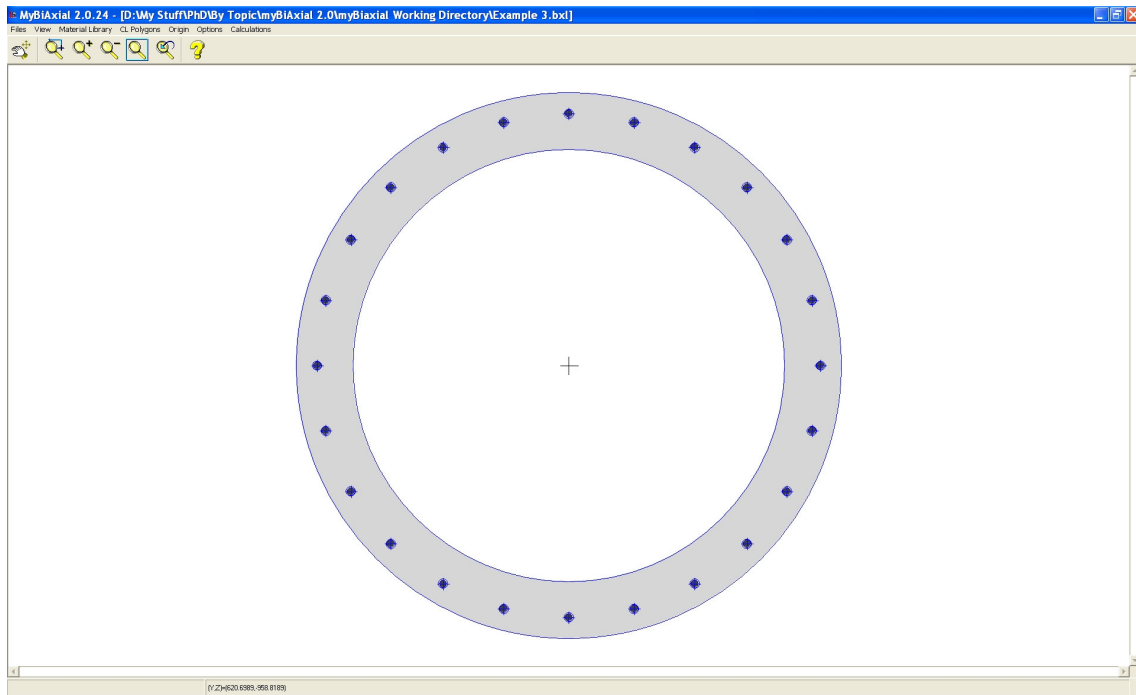 MyBiAxial 2.0.24 - [D:\My Stuff\PhD\By Topic\myBiAxial 2.0\myBiaxial Working Directory\Example 3.bxl]
Files View Material Library CL Polygons Origin Options Calculations
(Y,Z)=(620.6989,-958.8189)